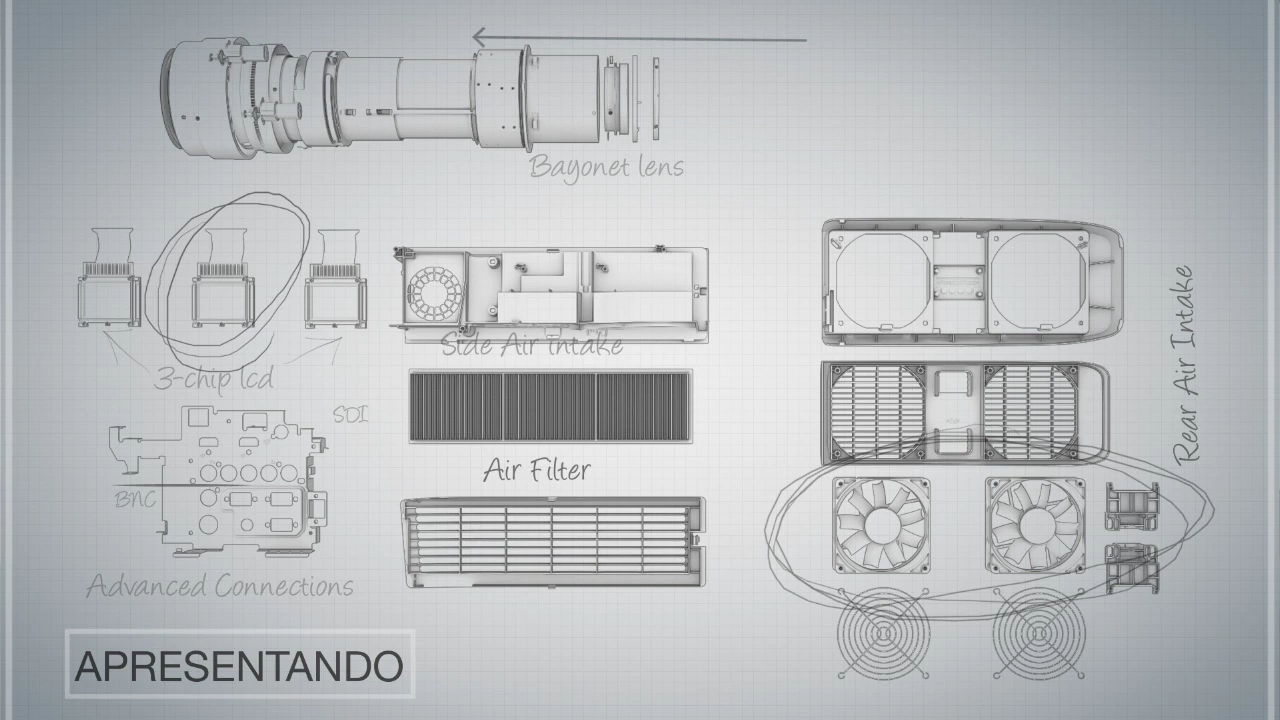 Bayonet lens
Side Air Intake
3-chip lcd
SDI
Rear Air Intake
Air Filter
BNC
Advanced Connections
APRESENTANDO